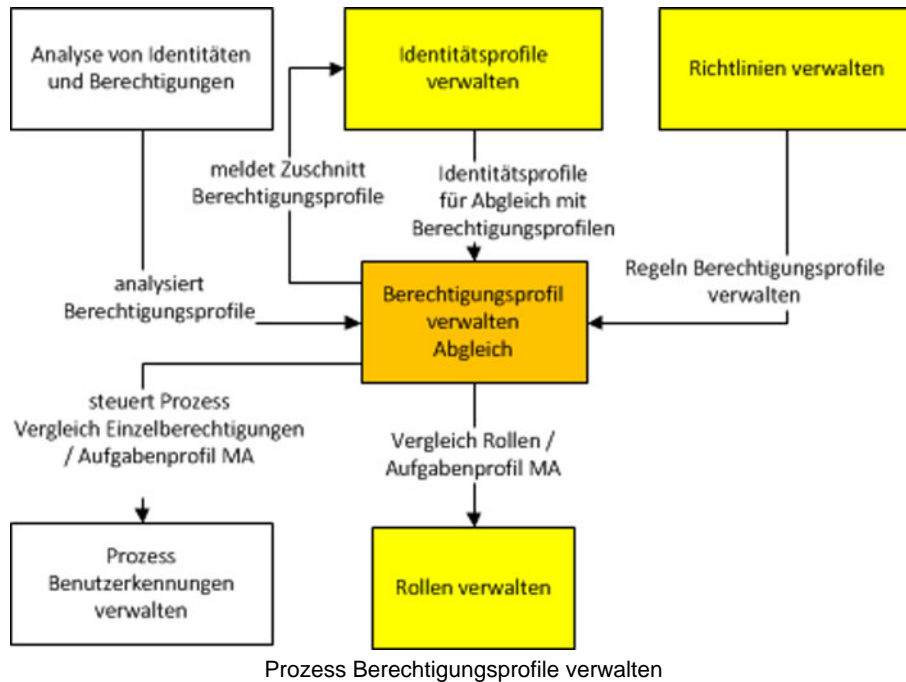 Analyse von Identitäten
und Berechtigungen
Identitätsprofile
verwalten
Richtlinien verwalten
meldet Zuschnitt
Berechtigungsprofile
Identitätsprofile
für Abgleich mit
Berechtigungsprofilen
analysiert
Berechtigungsprofile
Regeln Berechtigungsprofile
verwalten
Berechtigungsprofil
verwalten
Abgleich
steuert Prozess
Vergleich Einzelberechtigungen
/ Aufgabenprofil MA
Vergleich Rollen /
Aufgabenprofil MA
Prozess
Benutzerkennungen
verwalten
Rollen verwalten
Prozess Berechtigungsprofile verwalten